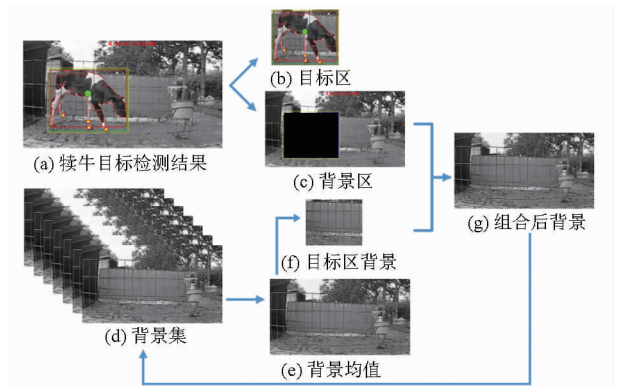 (a) 犊牛目标检测结果
(b) 目标区
(c) 背景区
(d) 背景集
(e) 背景均值
(f) 目标区背景
(g) 组合后背景